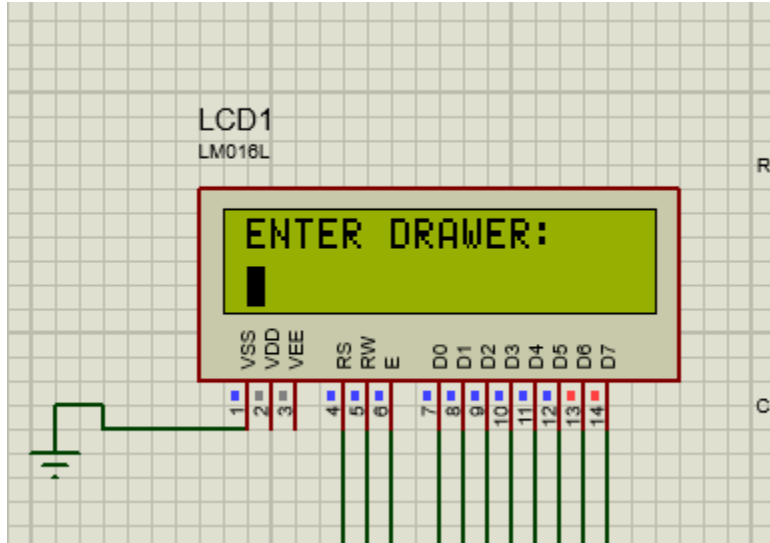 LCD1
LM016L
R
ENTER DRAWER:
VSS VDD VEE RS RW E D0 D1 D2 D3 D4 D5 D6 D7
1 2 3 4 5 6 7 8 9 10 11 12 13 14
C